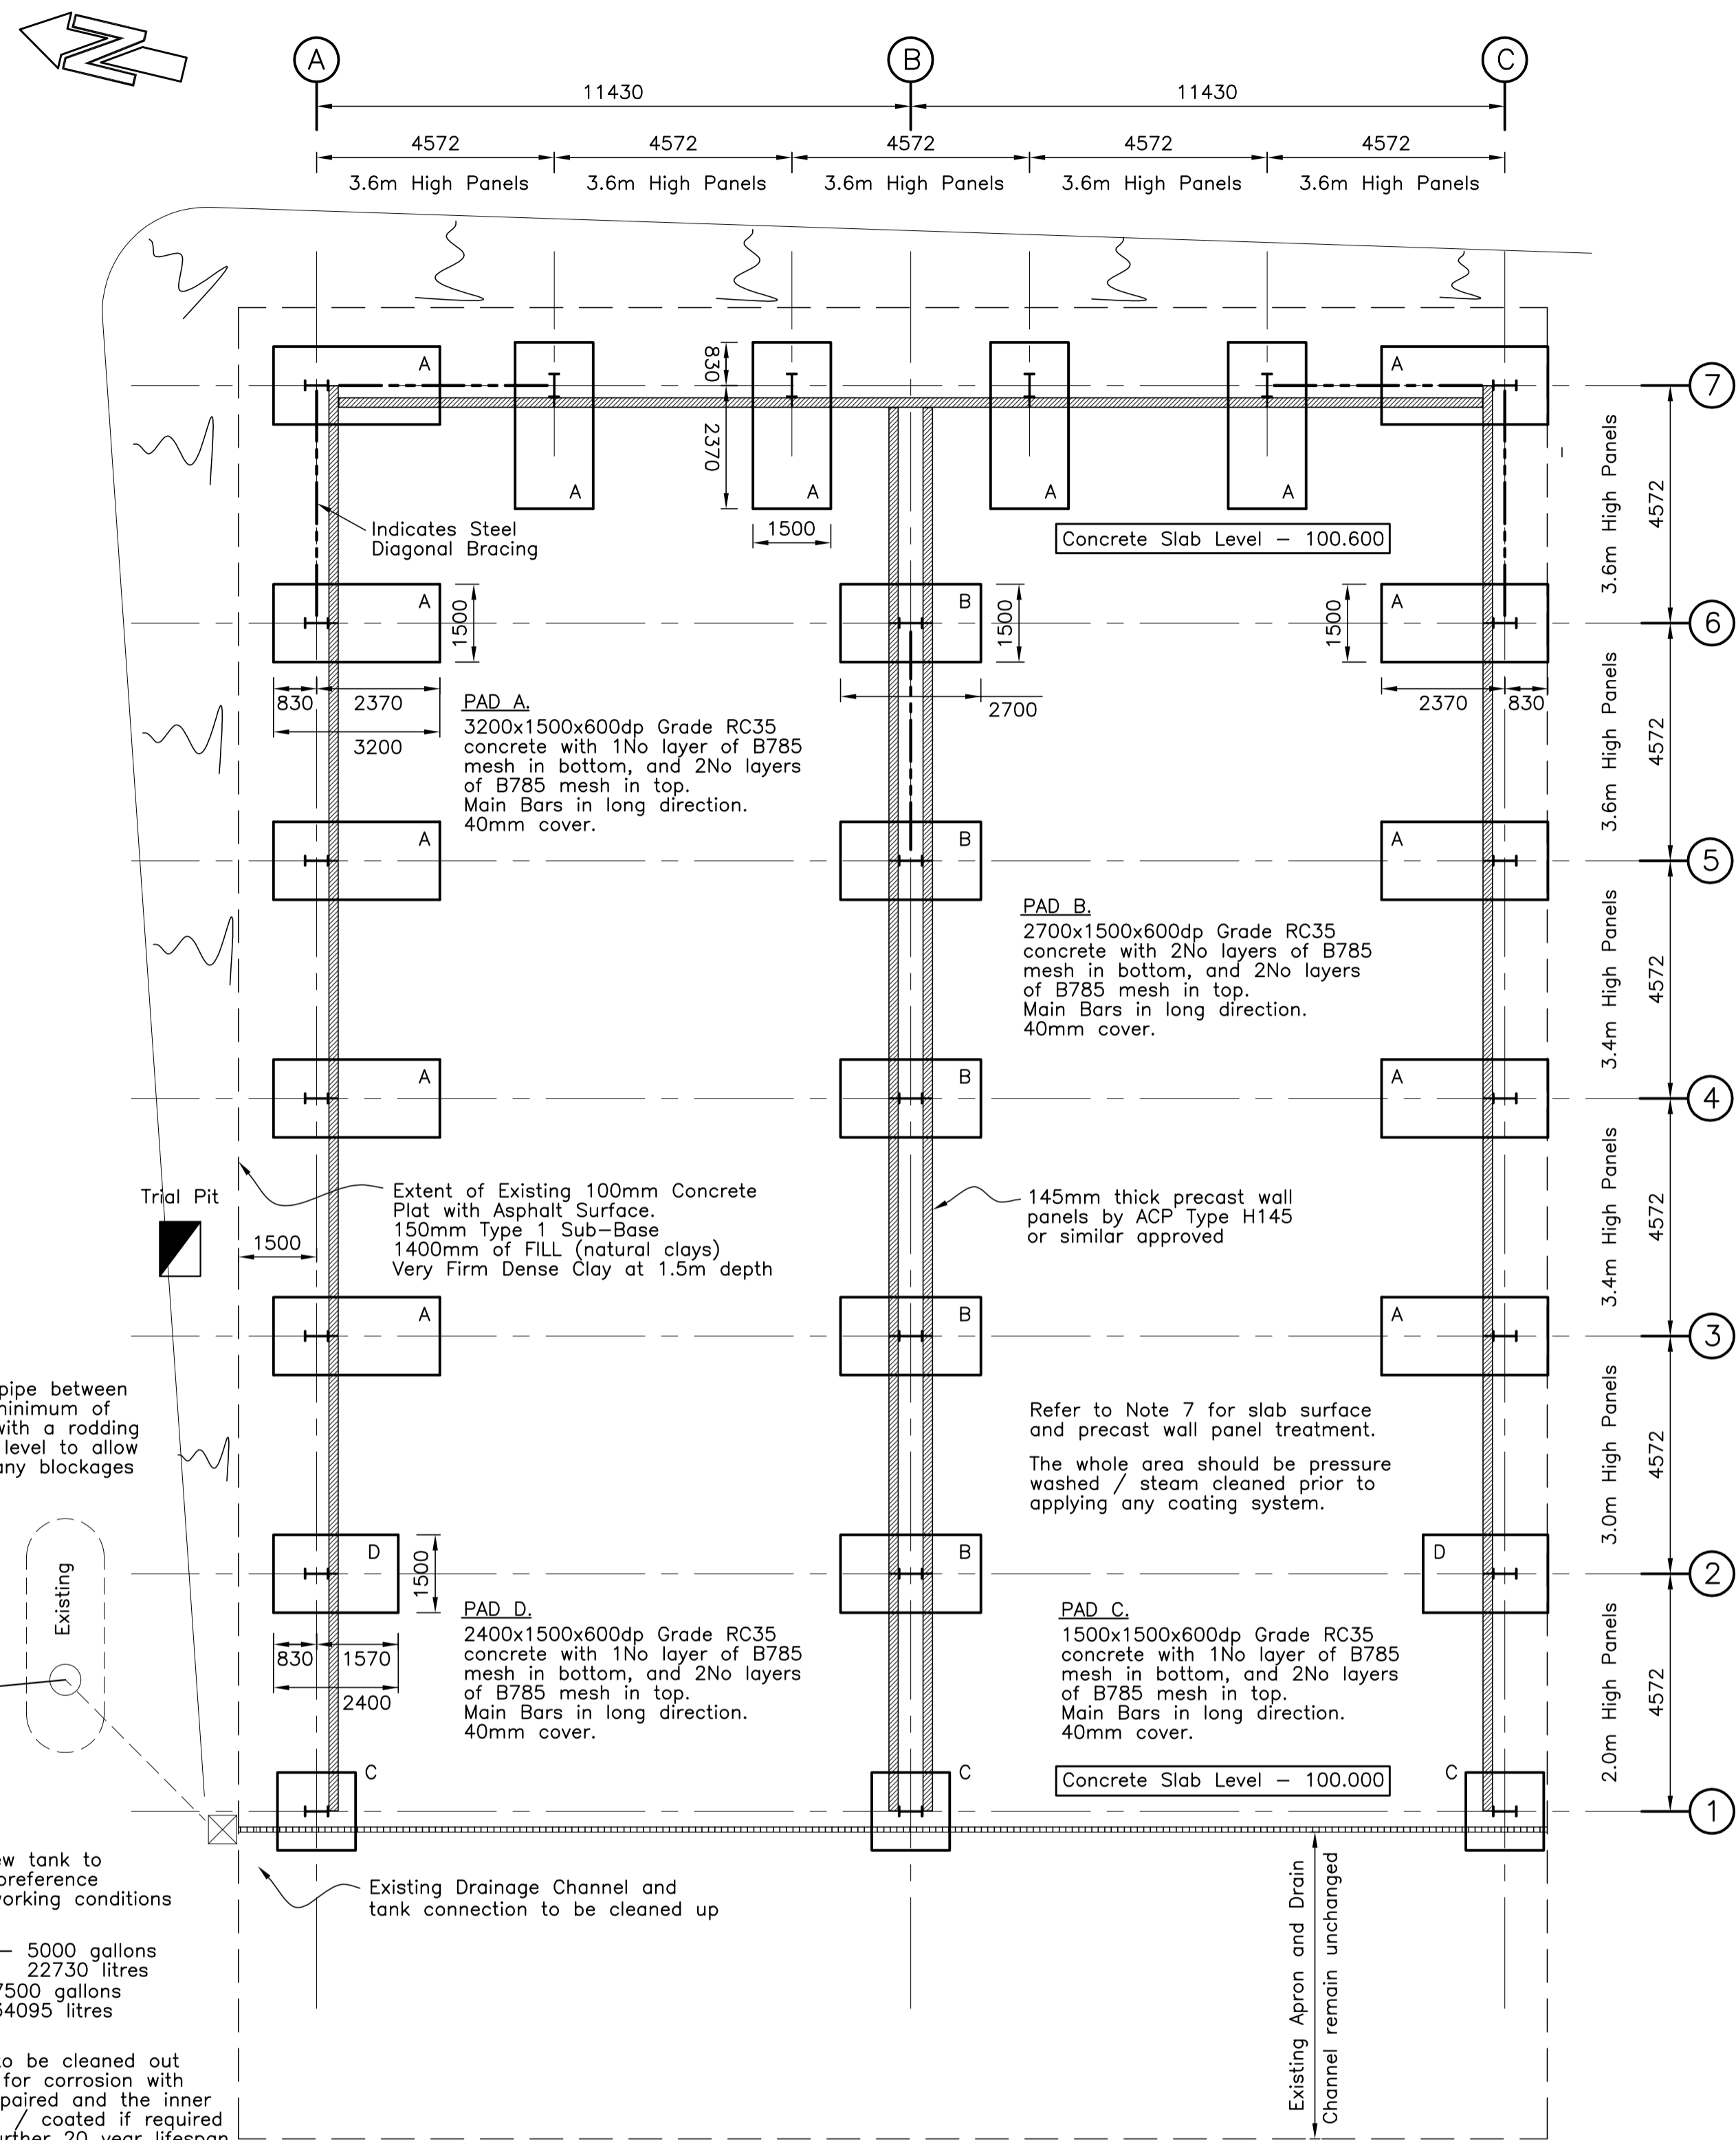 N
A B C
11430 11430
4572 4572 4572 4572 4572
3.6m High Panels 3.6m High Panels 3.6m High Panels 3.6m High Panels 3.6m High Panels
A A
830
7
2370
A A A A
1500
Indicates Steel
Diagonal Bracing
Concrete Slab Level - 100.600
3.6m High Panels
4572
A 1500 B 1500 1500 A
6
830 2370
3200
2700
2370 830
PAD A.
3200x1500x600dp Grade RC35
concrete with 1No layer of B785
mesh in bottom, and 2No layers
of B785 mesh in top.
Main Bars in long direction.
40mm cover.
3.6m High Panels
4572
A B A
5
PAD B.
2700x1500x600dp Grade RC35
concrete with 2No layers of B785
mesh in bottom, and 2No layers
of B785 mesh in top.
Main Bars in long direction.
40mm cover.
3.4m High Panels
4572
A B A
4
Trial Pit
1500
Extent of Existing 100mm Concrete
Plat with Asphalt Surface.
150mm Type 1 Sub-Base
1400mm of FILL (natural clays)
Very Firm Dense Clay at 1.5m depth
145mm thick precast wall
panels by ACP Type H145
or similar approved
3.4m High Panels
4572
A B A
3
pipe between
minimum of
with a rodding
level to allow
any blockages
Refer to Note 7 for slab surface
and precast wall panel treatment.
The whole area should be pressure
washed / steam cleaned prior to
applying any coating system.
3.0m High Panels
4572
Existing
D 1500 B D
2
830 1570
2400
PAD D.
2400x1500x600dp Grade RC35
concrete with 1No layer of B785
mesh in bottom, and 2No layers
of B785 mesh in top.
Main Bars in long direction.
40mm cover.
PAD C.
1500x1500x600dp Grade RC35
concrete with 1No layer of B785
mesh in bottom, and 2No layers
of B785 mesh in top.
Main Bars in long direction.
40mm cover.
2.0m High Panels
4572
C C C
Concrete Slab Level - 100.000
1
tank to
preference
working conditions
Existing Drainage Channel and
tank connection to be cleaned up
Existing Apron and Drain
Channel remain unchanged
- 5000 gallons
22730 litres
7500 gallons
litres
to be cleaned out
for corrosion with
and the inner
/ coated if required
20 year lifespan